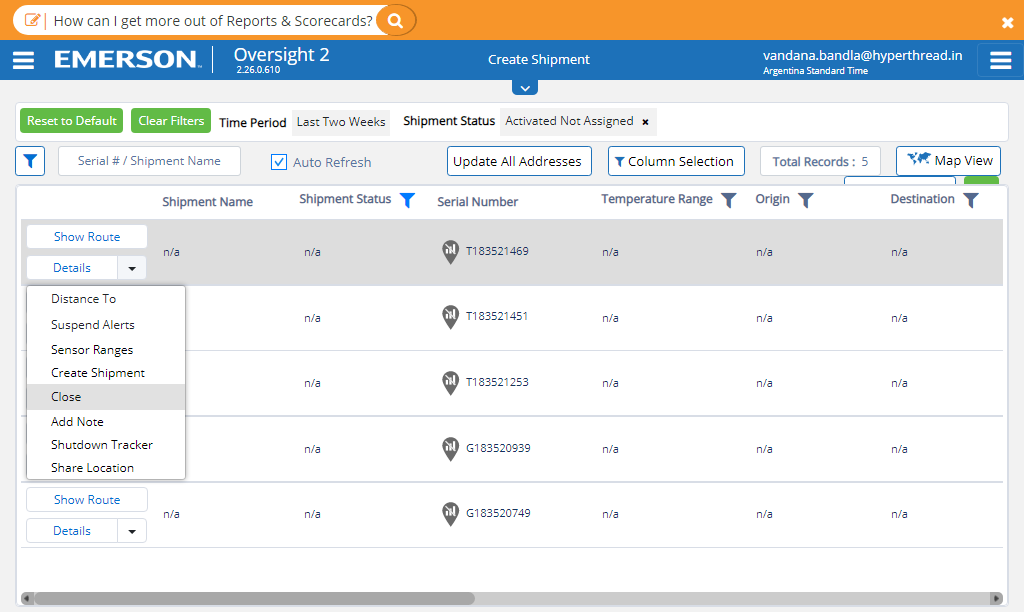 How can I get more out of Reports & Scorecards?
EMERSON. Oversight 2
2.26.0.610
Create Shipment
vandana.bandla@hyperthread.in
Argentina Standard Time
Reset to Default Clear Filters Time Period Last Two Weeks Shipment Status Activated Not Assigned ×
Serial # / Shipment Name Auto Refresh Update All Addresses Column Selection Total Records : 5 Map View
Shipment Name Shipment Status Serial Number Temperature Range Origin Destination
Show Route
n/a n/a T183521469 n/a n/a n/a
Details
Distance To
Suspend Alerts
Sensor Ranges
Create Shipment
Close
Add Note
Shutdown Tracker
Share Location
n/a T183521451 n/a n/a n/a
n/a T183521253 n/a n/a n/a
n/a G183520939 n/a n/a n/a
Show Route
n/a n/a G183520749 n/a n/a n/a
Details